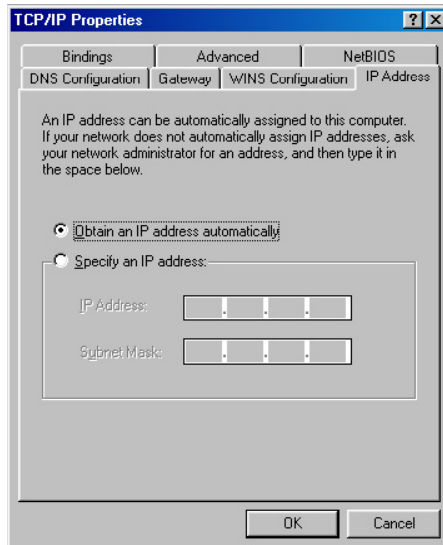 TCP/IP Properties
? ×
Bindings
Advanced
NetBIOS
DNS Configuration
Gateway
WINS Configuration
IP Address
An IP address can be automatically assigned to this computer.
If your network does not automatically assign IP addresses, ask
your network administrator for an address, and then type it in
the space below.
Obtain an IP address automatically
Specify an IP address:
IP Address:
. . .
Subnet Mask:
. . .
OK
Cancel